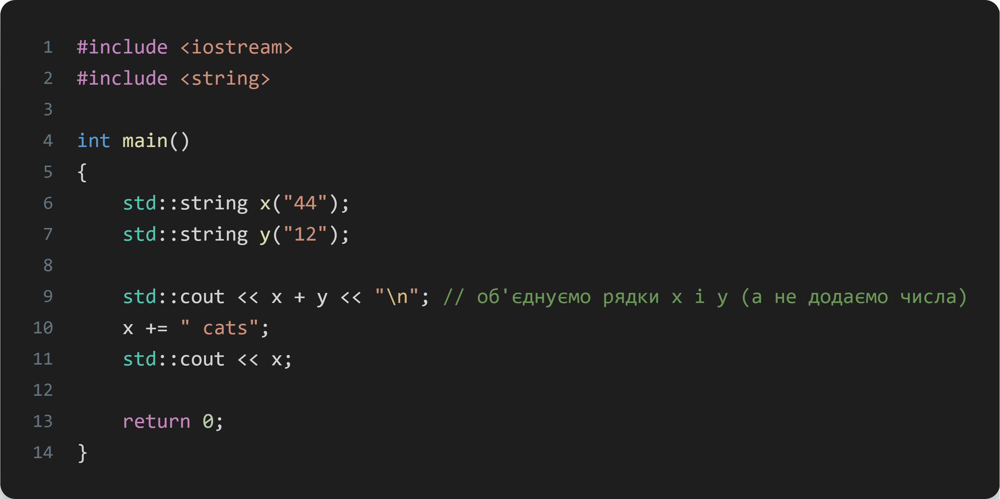 1 #include <iostream>
2 #include <string>
3
4 int main()
5 {
6     std::string x("44");
7     std::string y("12");
8
9     std::cout << x + y << "\n"; // об'єднуємо рядки x і y (а не додаємо числа)
10     x += " cats";
11     std::cout << x;
12
13     return 0;
14 }